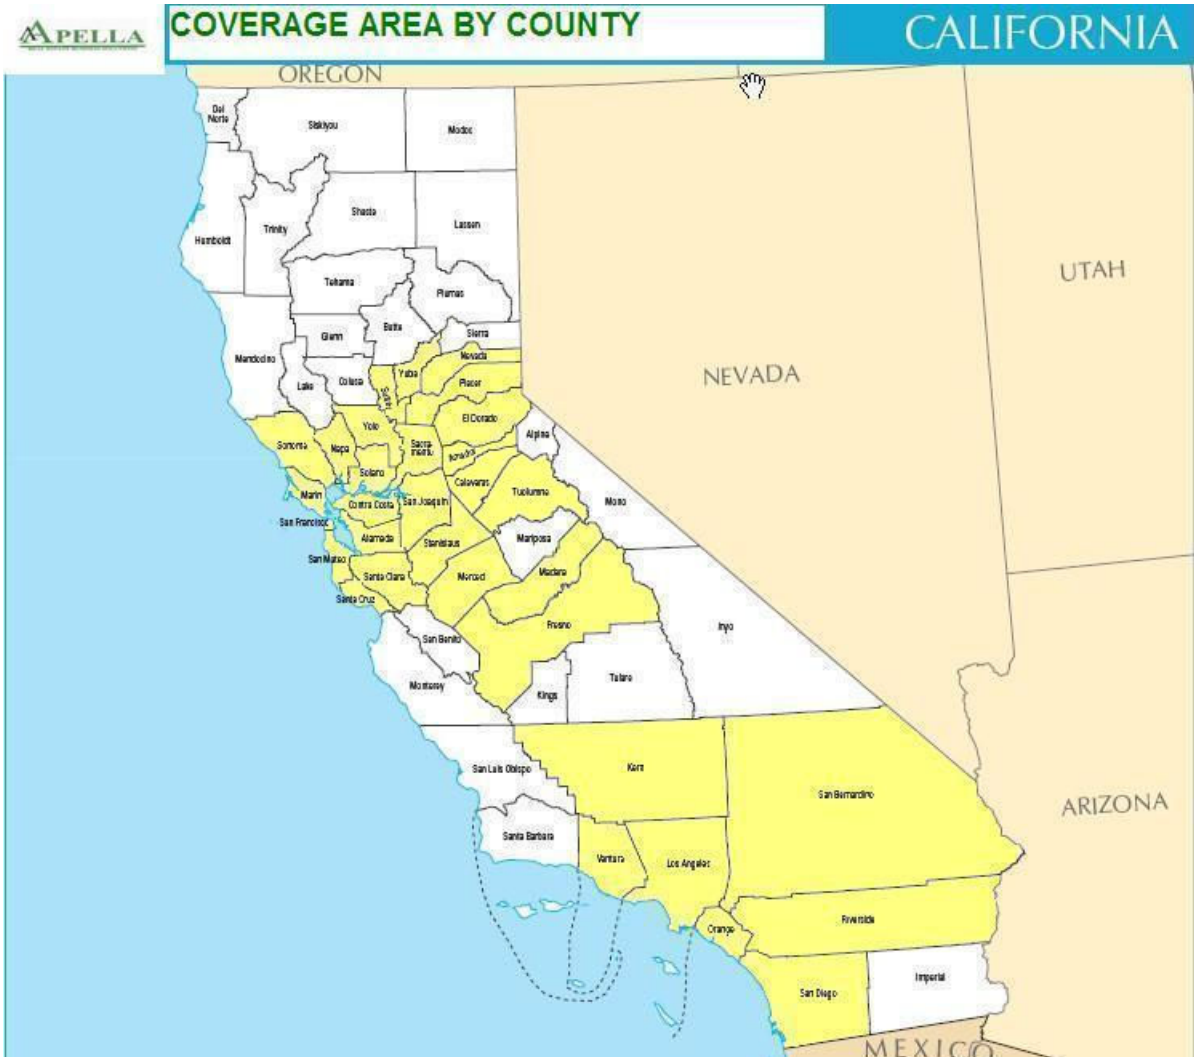 APELLA
COVERAGE AREA BY COUNTY
CALIFORNIA
OREGON
Del
Norte
Siskiyou
Modoc
Humboldt
Trinity
Shasta
Lassen
UTAH
Tehama
Plumas
Glenn
Butte
Sierra
Mendocino
Lake
Colusa
Sutter
Yuba
Nevada
Placer
NEVADA
El Dorado
Sonoma
Napa
Yolo
Sacra-
mento
Amador
Alpine
Solano
Calaveras
Tuolumne
Mono
Marin
Contra Costa
San Joaquin
San Francisco
Alameda
Stanislaus
Mariposa
San Mateo
Santa Clara
Merced
Madera
Santa Cruz
Fresno
Inyo
San Benito
Monterey
Kings
Tulare
San Luis Obispo
Kern
San Bernardino
ARIZONA
Santa Barbara
Ventura
Los Angeles
Orange
Riverside
San Diego
Imperial
MEXICO